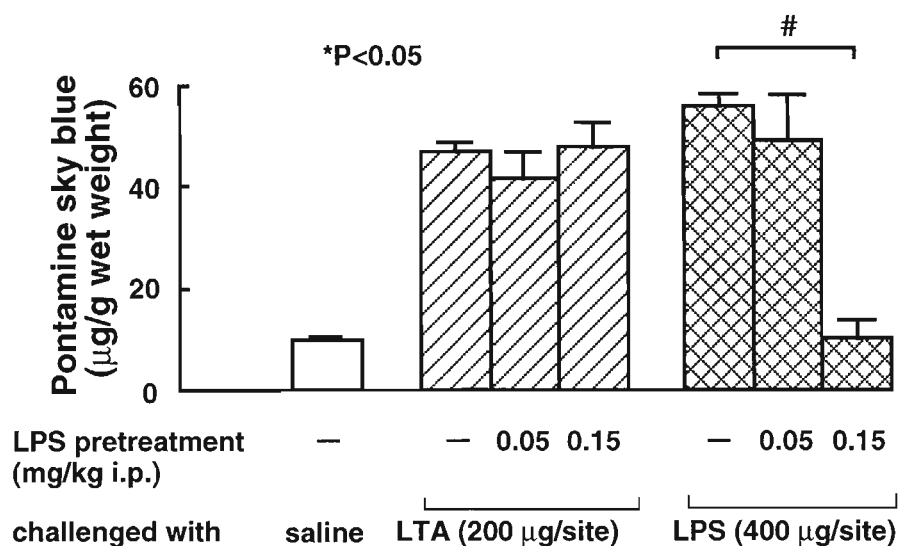 #
*P<0.05
Pontamine sky blue
(μg/g wet weight)
60
40
20
0
LPS pretreatment — — 0.05 0.15 — 0.05 0.15
(mg/kg i.p.)
challenged with saline LTA (200 μg/site) LPS (400 μg/site)